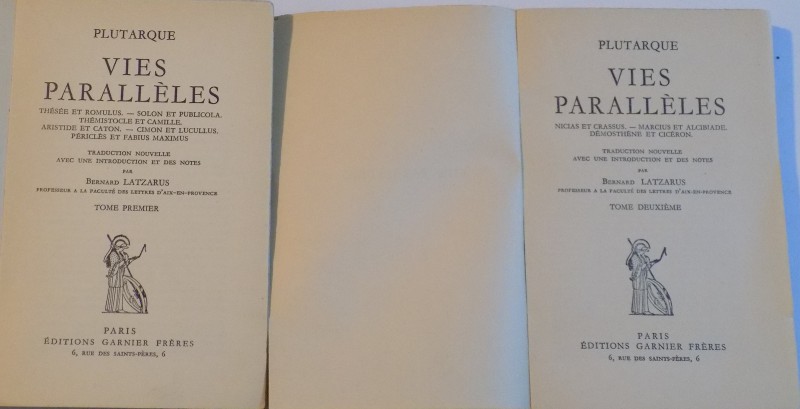 PLUTARQUE
VIES
PARALLÈLES
THÉSÉE ET ROMULUS. — SOLON ET PUBLICOLA.
THÉMISTOCLE ET CAMILLE.
ARISTIDE ET CATON. — CIMON ET LUCULLUS.
PÉRICLÈS ET FABIUS MAXIMUS
TRADUCTION NOUVELLE
AVEC UNE INTRODUCTION ET DES NOTES
PAR
BERNARD LATZARUS
PROFESSEUR A LA FACULTÉ DES LETTRES D'AIX-EN-PROVENCE
TOME PREMIER
PARIS
ÉDITIONS GARNIER FRÈRES
6, RUE DES SAINTS-PÈRES, 6
PLUTARQUE
VIES
PARALLÈLES
NICIAS ET CRASSUS. — MARCIUS ET ALCIBIADE.
DÉMOSTHÈNE ET CICÉRON.
TRADUCTION NOUVELLE
AVEC UNE INTRODUCTION ET DES NOTES
PAR
BERNARD LATZARUS
PROFESSEUR A LA FACULTÉ DES LETTRES D'AIX-EN-PROVENCE
TOME DEUXIÈME
PARIS
ÉDITIONS GARNIER FRÈRES
6, RUE DES SAINTS-PÈRES, 6